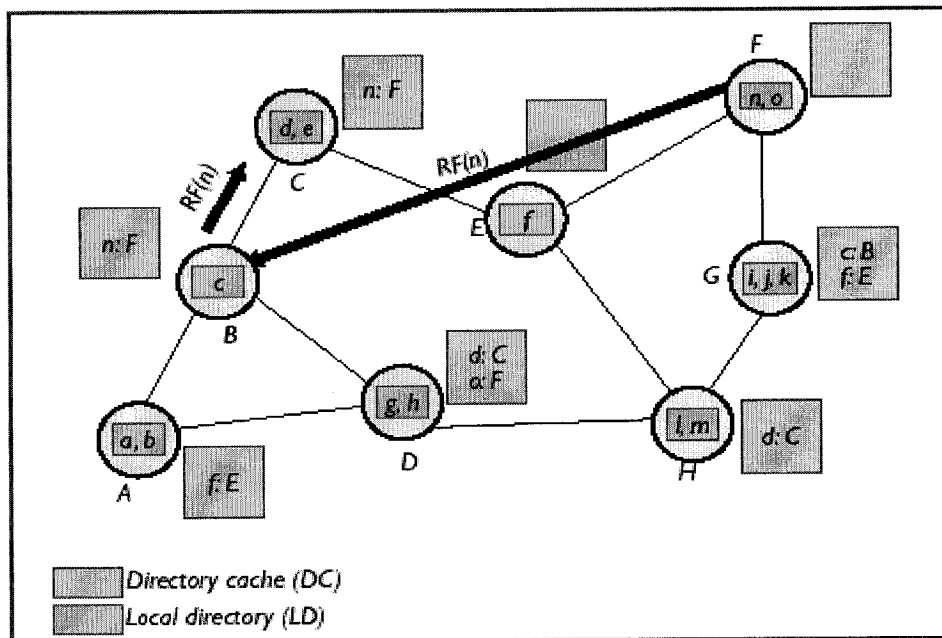 F
n: F
n, o
d, e
RF(n)
RF(n)
C
f
E
n: F
c
B
c: B
f: E
i, j, k
G
d: C
o: F
g, h
D
a, b
A
f: E
l, m
H
d: C
Directory cache (DC)
Local directory (LD)